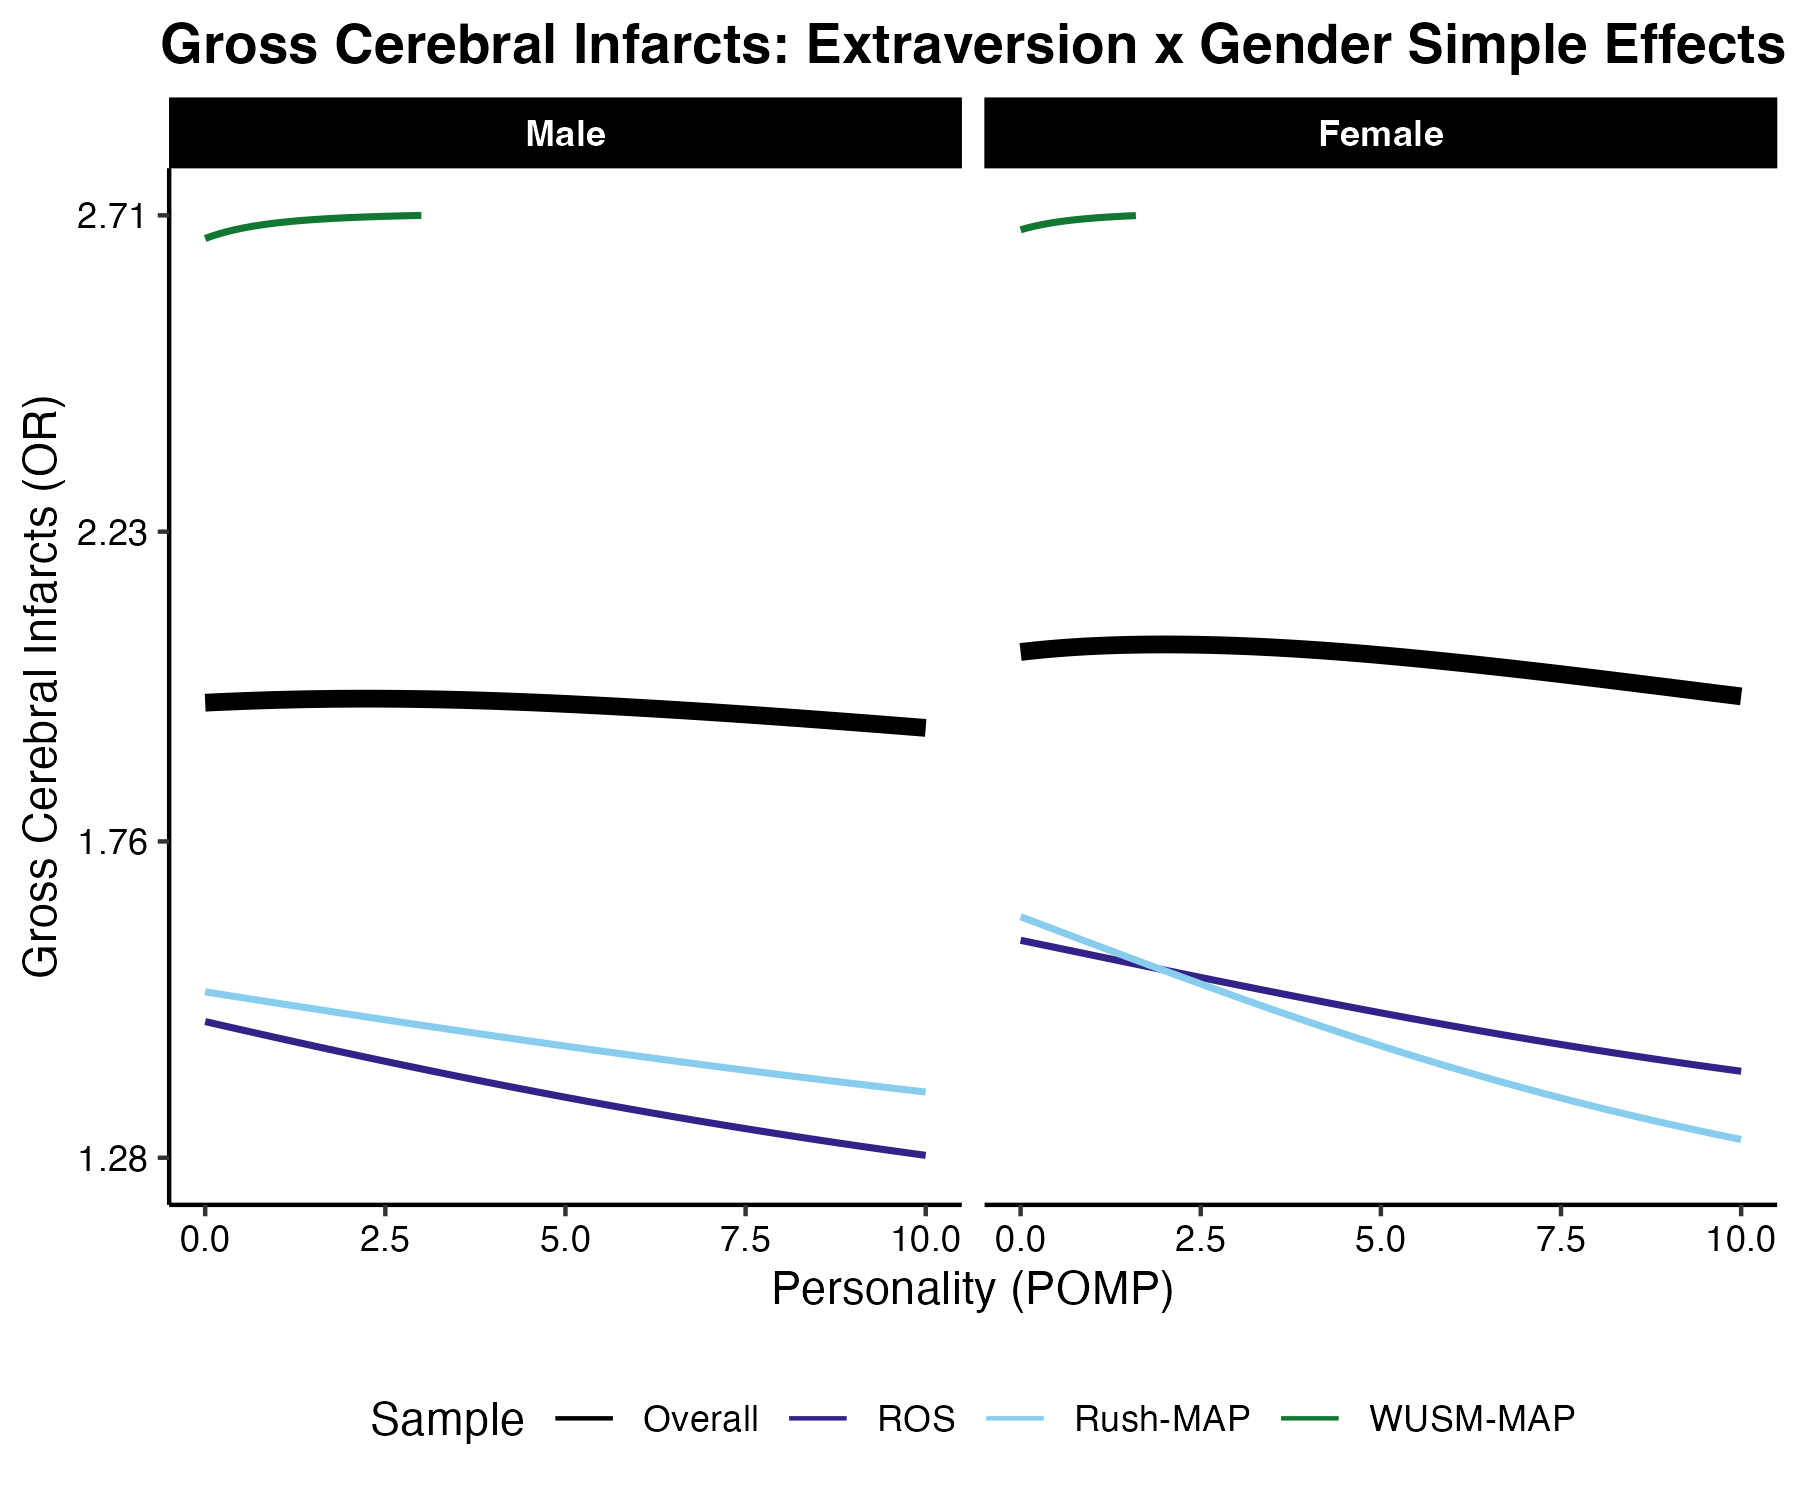 Gross Cerebral Infarcts: Extraversion x Gender Simple Effects
Male
Female
Gross Cerebral Infarcts (OR)
2.71
2.23
1.76
1.28
0.0 2.5 5.0 7.5 10.0
0.0 2.5 5.0 7.5 10.0
Personality (POMP)
Sample Overall ROS Rush-MAP WUSM-MAP